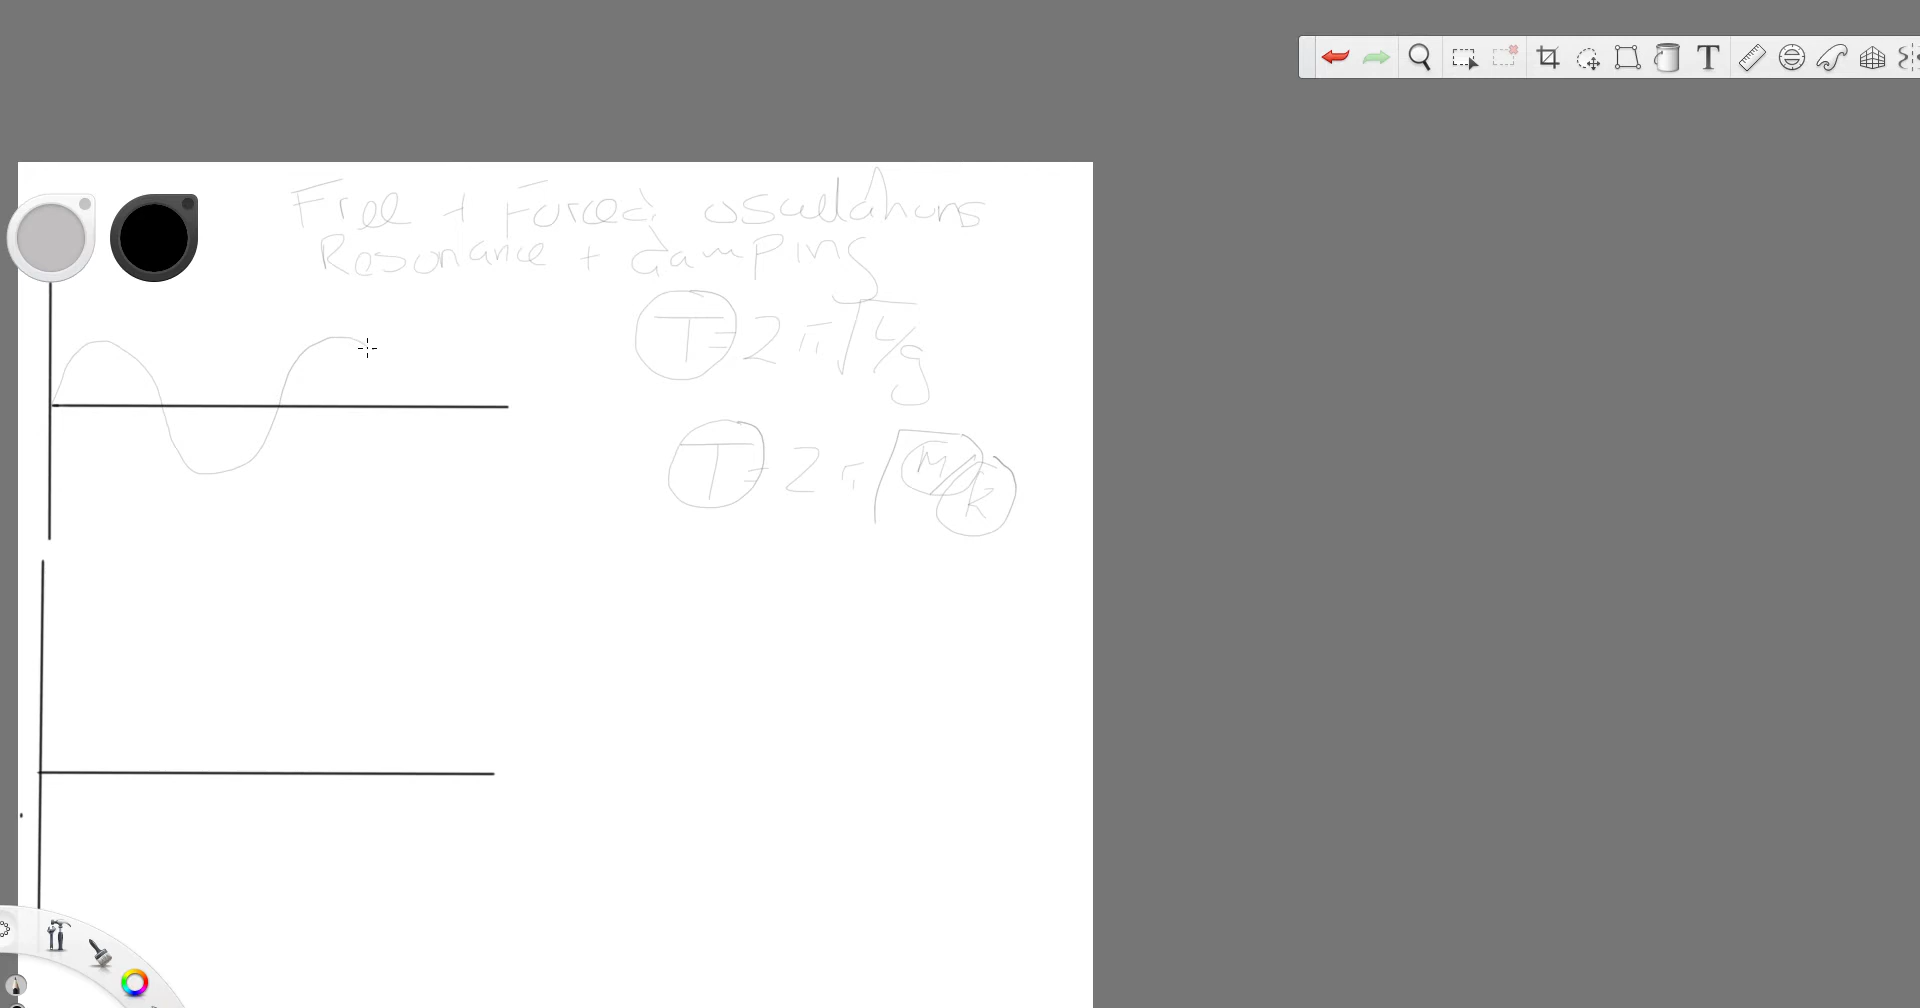 Free + Forced oscillations
Resonance + damping
T = 2π√L/g
T = 2π√M/K
T